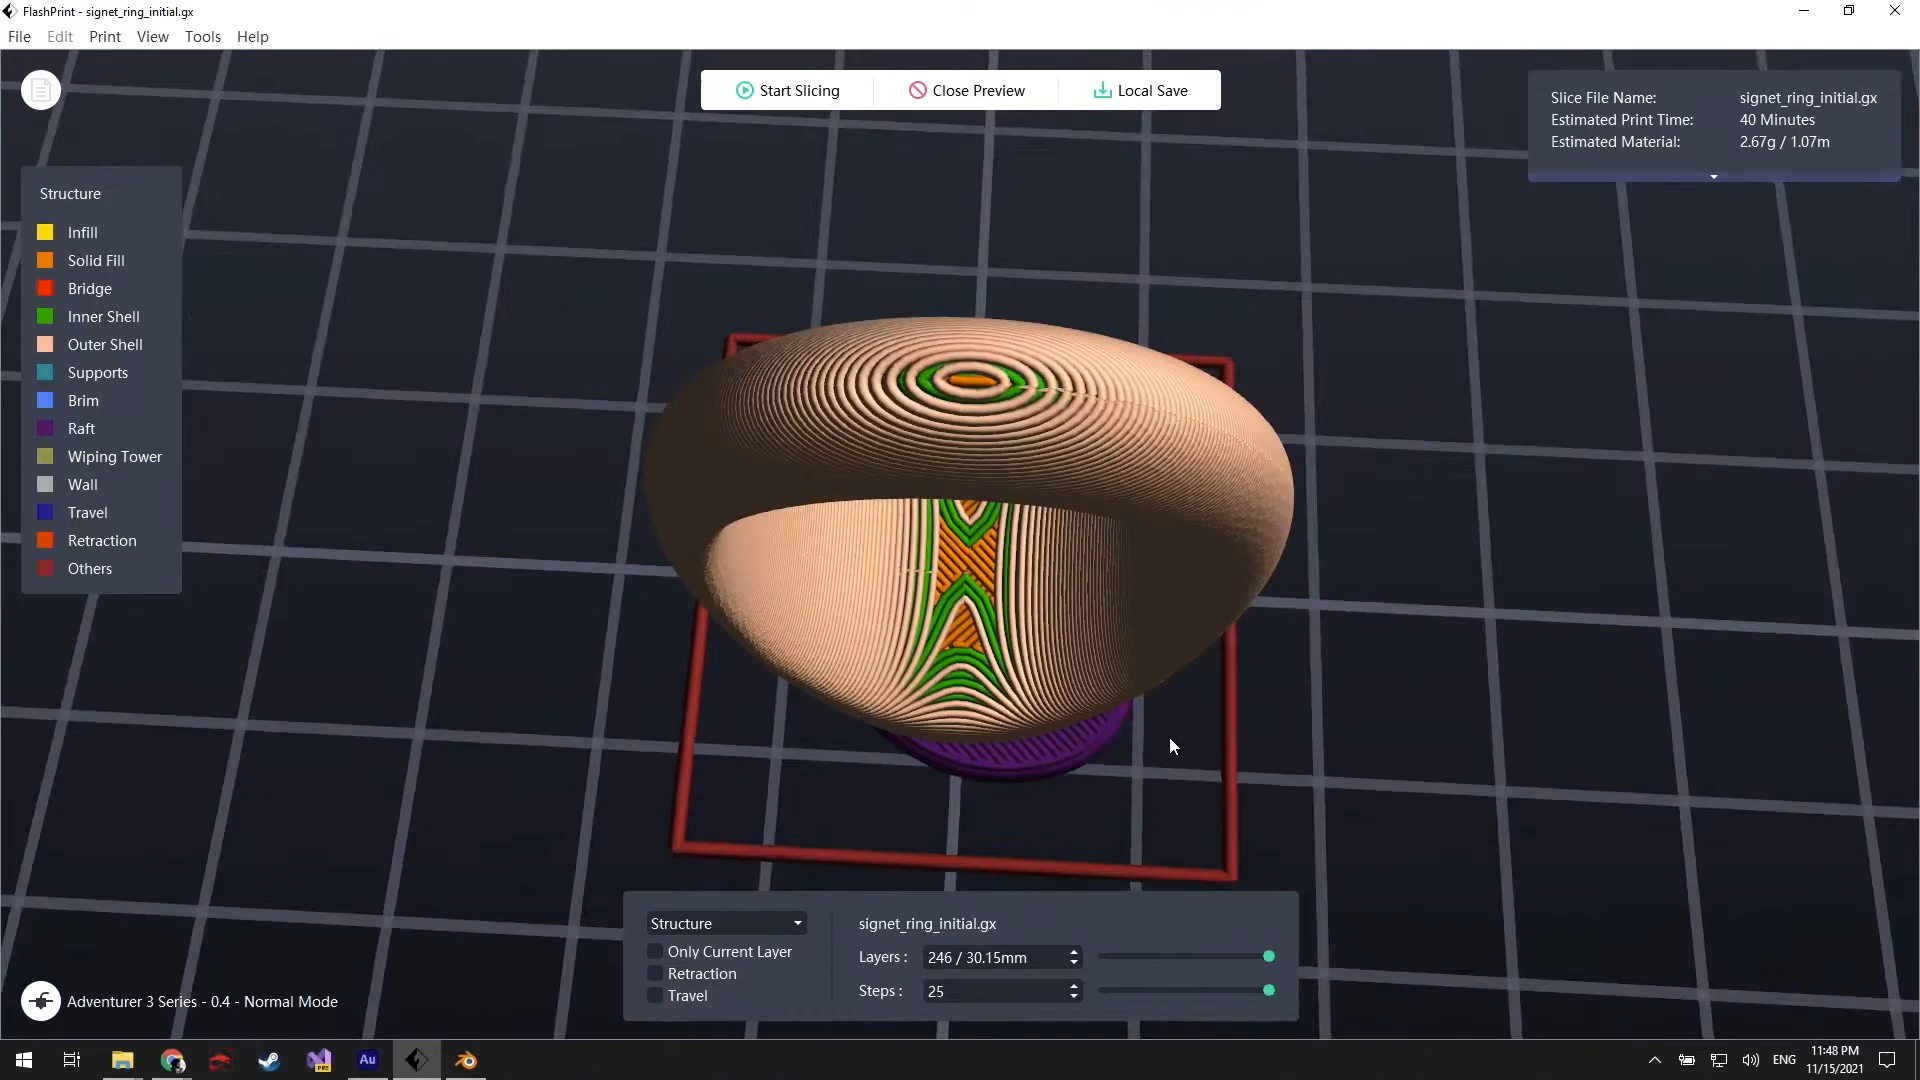 FlashPrint - signet_ring_initial.gx
File Edit Print View Tools Help
Start Slicing Close Preview Local Save
Slice File Name: signet_ring_initial.gx
Estimated Print Time: 40 Minutes
Estimated Material: 2.67g / 1.07m
Structure
Infill
Solid Fill
Bridge
Inner Shell
Outer Shell
Supports
Brim
Raft
Wiping Tower
Wall
Travel
Retraction
Others
Structure
Only Current Layer
Retraction
Travel
signet_ring_initial.gx
Layers : 246 / 30.15mm
Steps : 25
Adventurer 3 Series - 0.4 - Normal Mode
PRE
Au
ENG
11:48 PM
11/15/2021